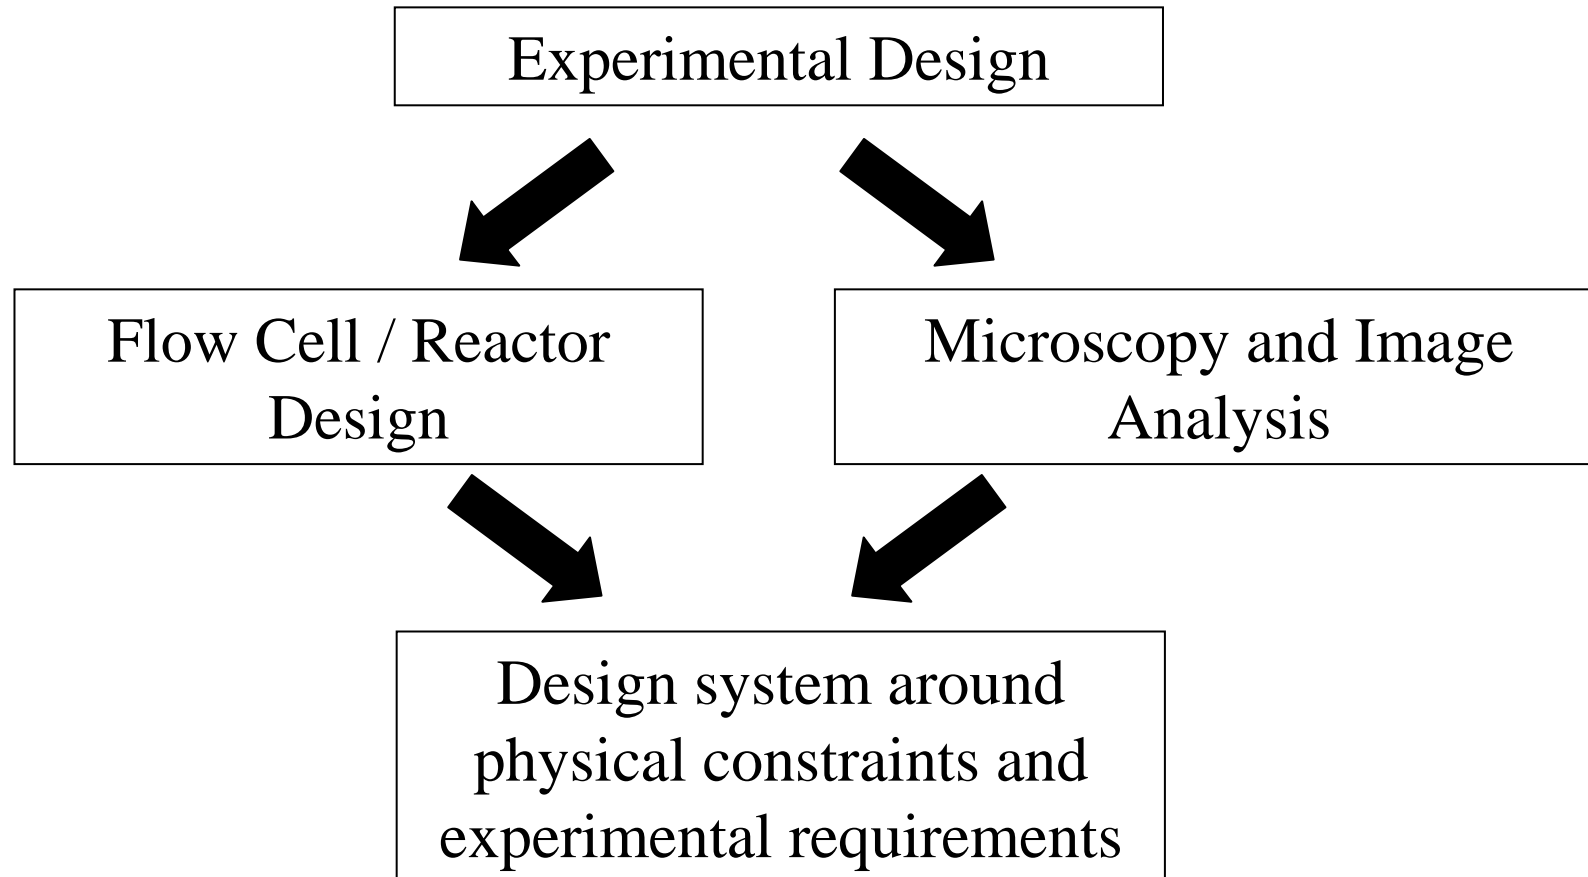 Experimental Design
Flow Cell / Reactor
Design
Microscopy and Image
Analysis
Design system around
physical constraints and
experimental requirements